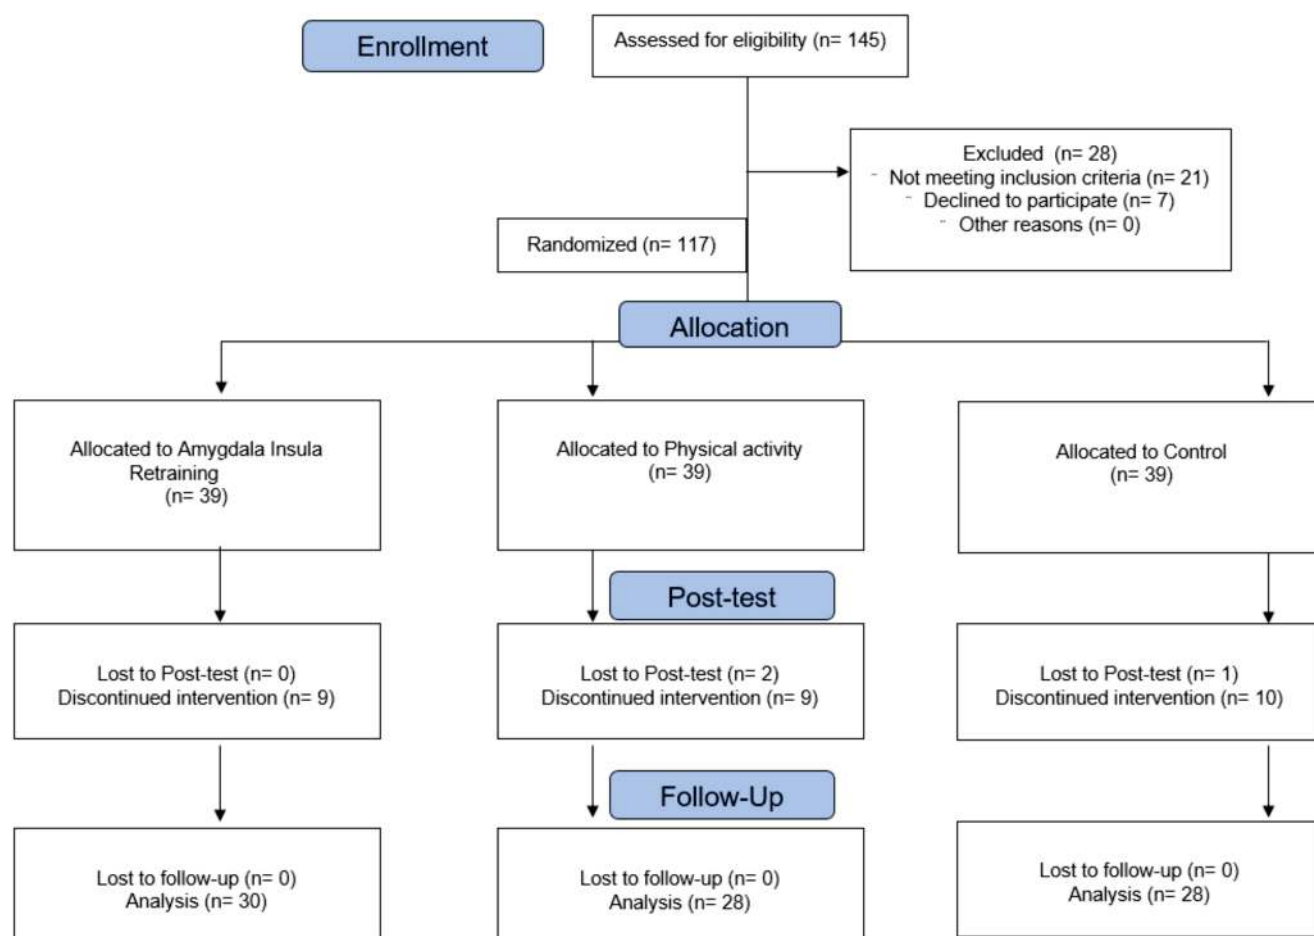 Enrollment
Assessed for eligibility (n= 145)
Excluded (n= 28)
- Not meeting inclusion criteria (n= 21)
- Declined to participate (n= 7)
- Other reasons (n= 0)
Randomized (n= 117)
Allocation
Allocated to Amygdala Insula
Retraining
(n= 39)
Allocated to Physical activity
(n= 39)
Allocated to Control
(n= 39)
Post-test
Lost to Post-test (n= 0)
Discontinued intervention (n= 9)
Lost to Post-test (n= 2)
Discontinued intervention (n= 9)
Lost to Post-test (n= 1)
Discontinued intervention (n= 10)
Follow-Up
Lost to follow-up (n= 0)
Analysis (n= 30)
Lost to follow-up (n= 0)
Analysis (n= 28)
Lost to follow-up (n= 0)
Analysis (n= 28)